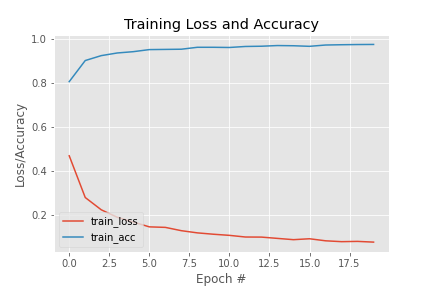 Training Loss and Accuracy
Loss/Accuracy
1.0
0.8
0.6
0.4
0.2
train_loss
train_acc
0.0 2.5 5.0 7.5 10.0 12.5 15.0 17.5
Epoch #